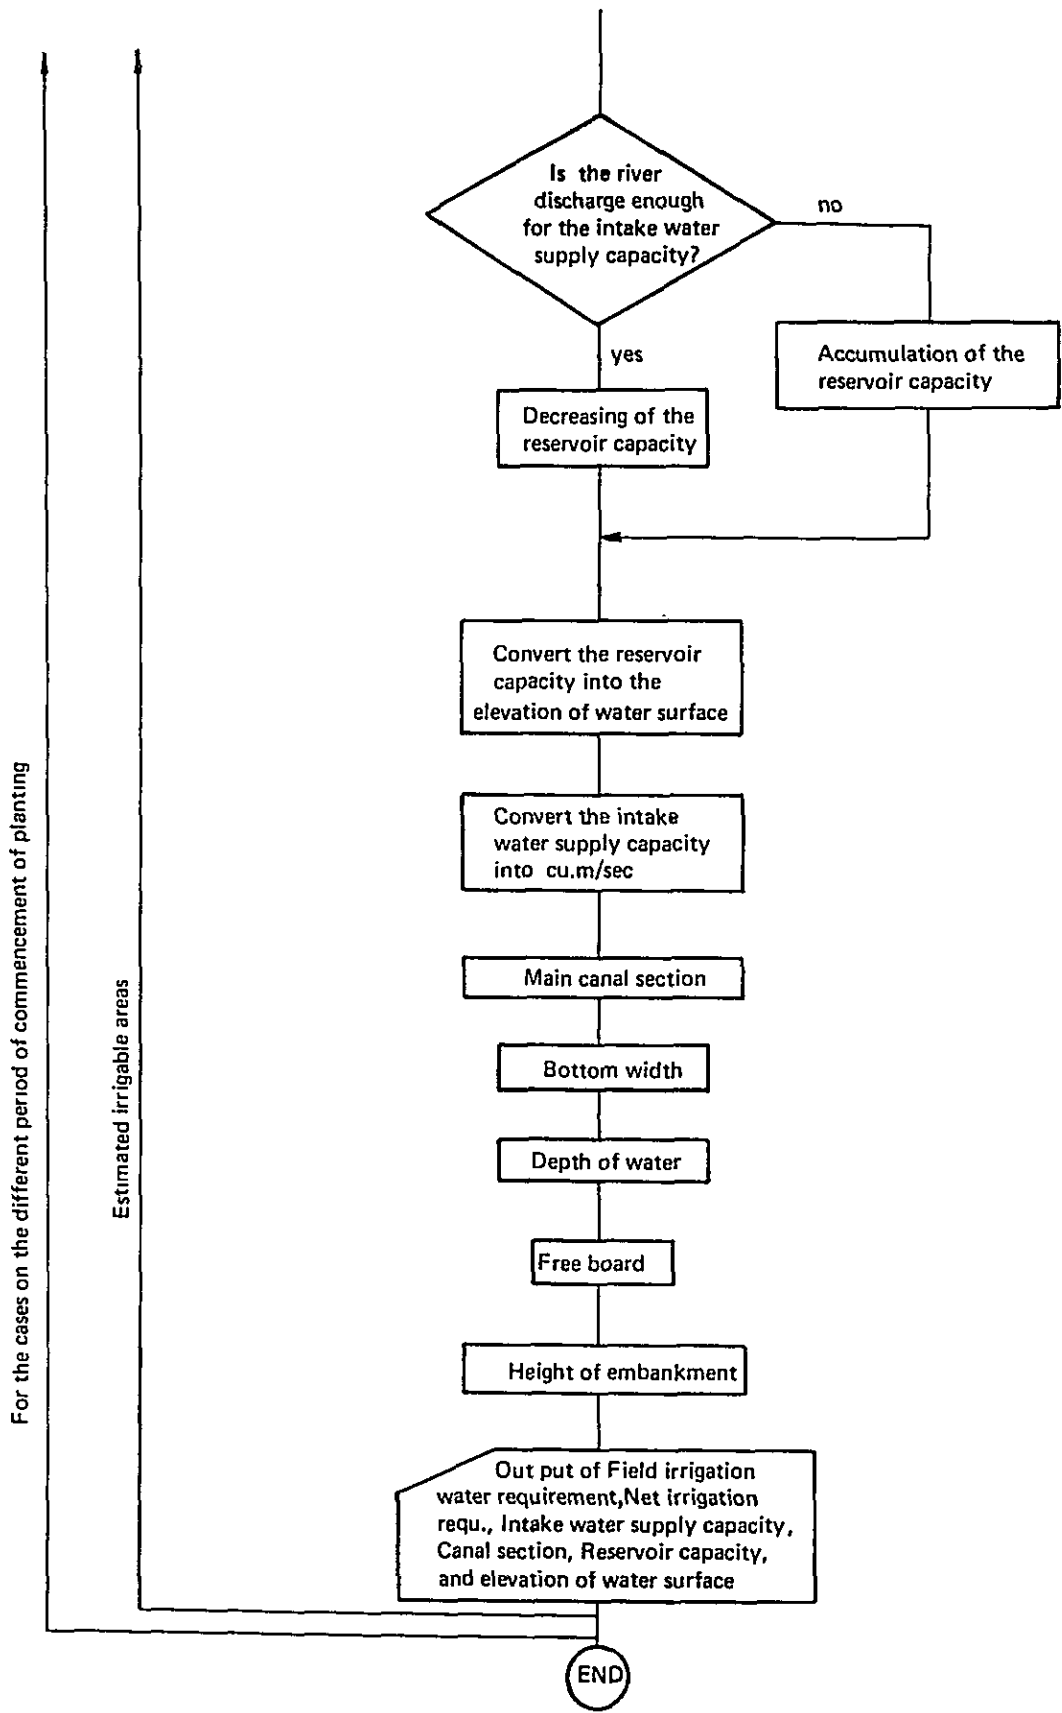 Is the river
discharge enough
for the intake water
supply capacity?
no
yes
Accumulation of the
reservoir capacity
Decreasing of the
reservoir capacity
Convert the reservoir
capacity into the
elevation of water surface
Convert the intake
water supply capacity
into cu.m/sec
Main canal section
Bottom width
Depth of water
Free board
Height of embankment
Out put of Field irrigation
water requirement,Net irrigation
requ., Intake water supply capacity,
Canal section, Reservoir capacity,
and elevation of water surface
END
For the cases on the different period of commencement of planting
Estimated irrigable areas